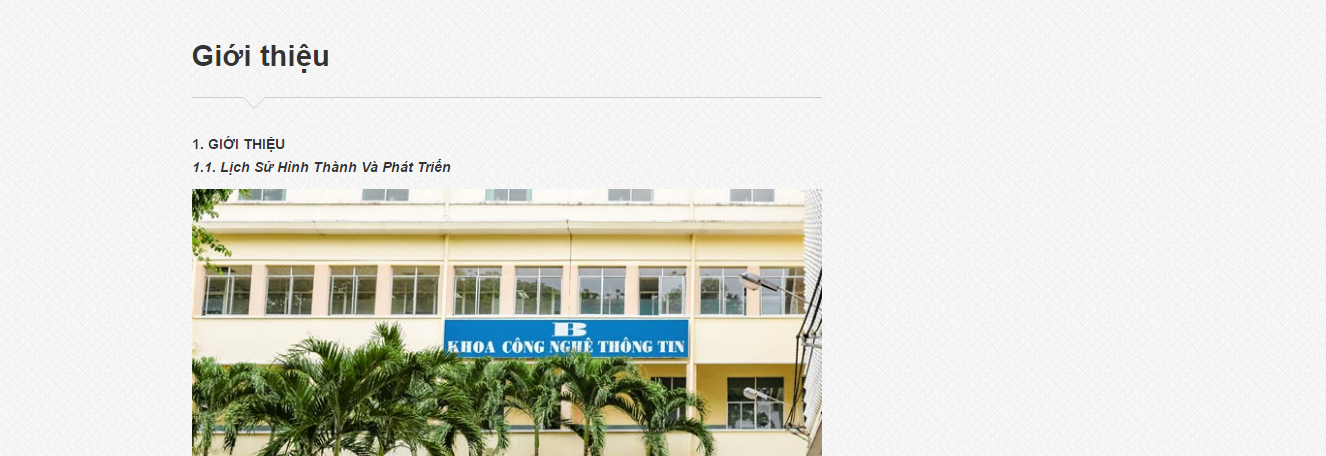 Giới thiệu
1. GIỚI THIỆU
1.1. Lịch Sử Hình Thành Và Phát Triển
B
KHOA CÔNG NGHỆ THÔNG TIN